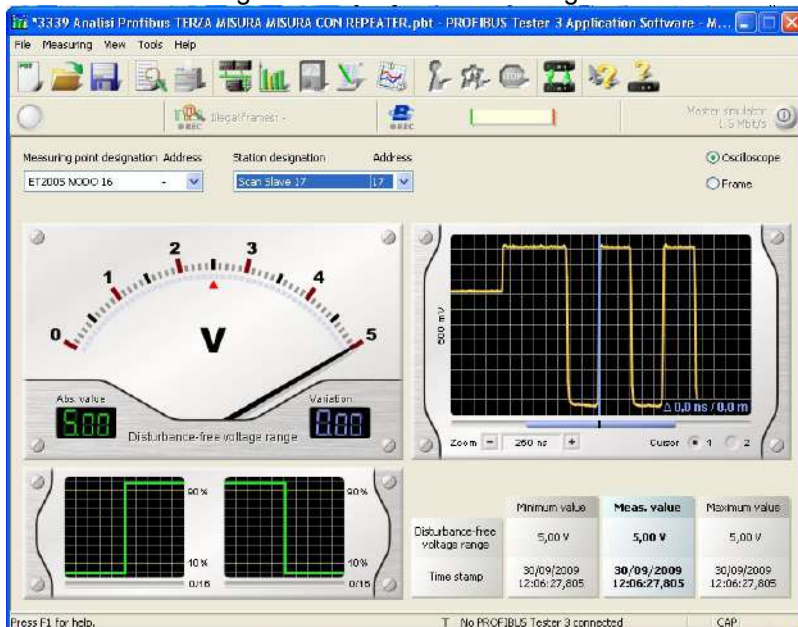 "3339 Analisi Profibus TERZA MISURA MISURA CON REPEATER.pbt - PROFIBUS Tester 3 Application Software - M...
File Measuring View Tools Help
REC Illegal frames: - REC Master simulator
1.5 Mbit/s
Measuring point designation Address Station designation Address Oscilloscope
ET200S NODO 16 - Scan Slave 17 17 Frame
0 1 2 3 4 5
V
Abs. value Variation
5.00 0.00
Disturbance-free voltage range
500 mV
Δ 0,0 ns / 0,0 m
Zoom - 250 ns + Cursor 1 2
90% 90%
10% 10%
0/16 0/16
Minimum value Meas. value Maximum value
Disturbance-free
voltage range 5,00 V 5,00 V 5,00 V
Time stamp 30/09/2009 30/09/2009 30/09/2009
12:06:27,805 12:06:27,805 12:06:27,805
Press F1 for help. T No PROFIBUS Tester 3 connected CAP